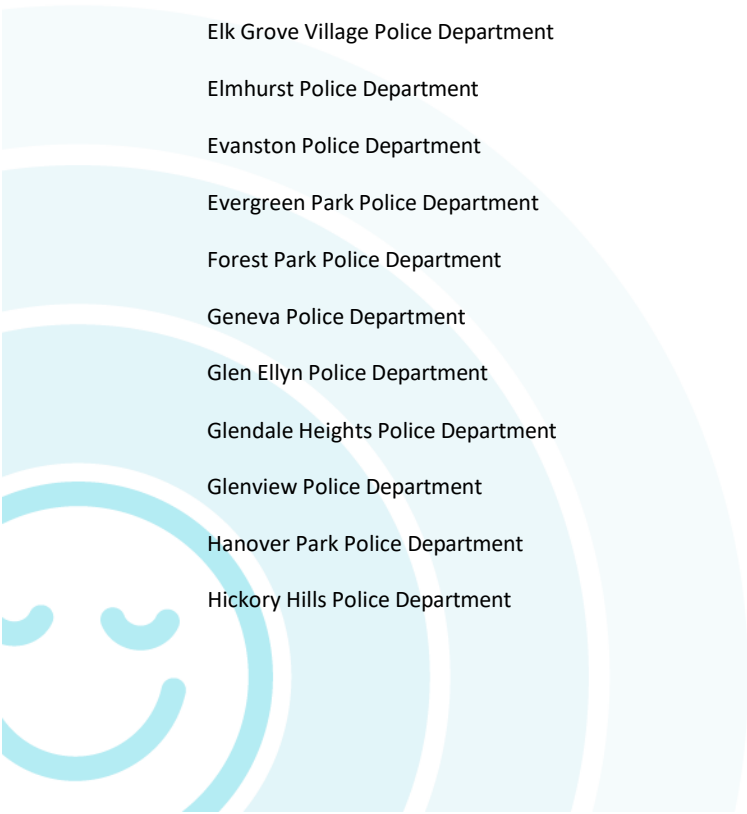 Elk Grove Village Police Department
Elmhurst Police Department
Evanston Police Department
Evergreen Park Police Department
Forest Park Police Department
Geneva Police Department
Glen Ellyn Police Department
Glendale Heights Police Department
Glenview Police Department
Hanover Park Police Department
Hickory Hills Police Department